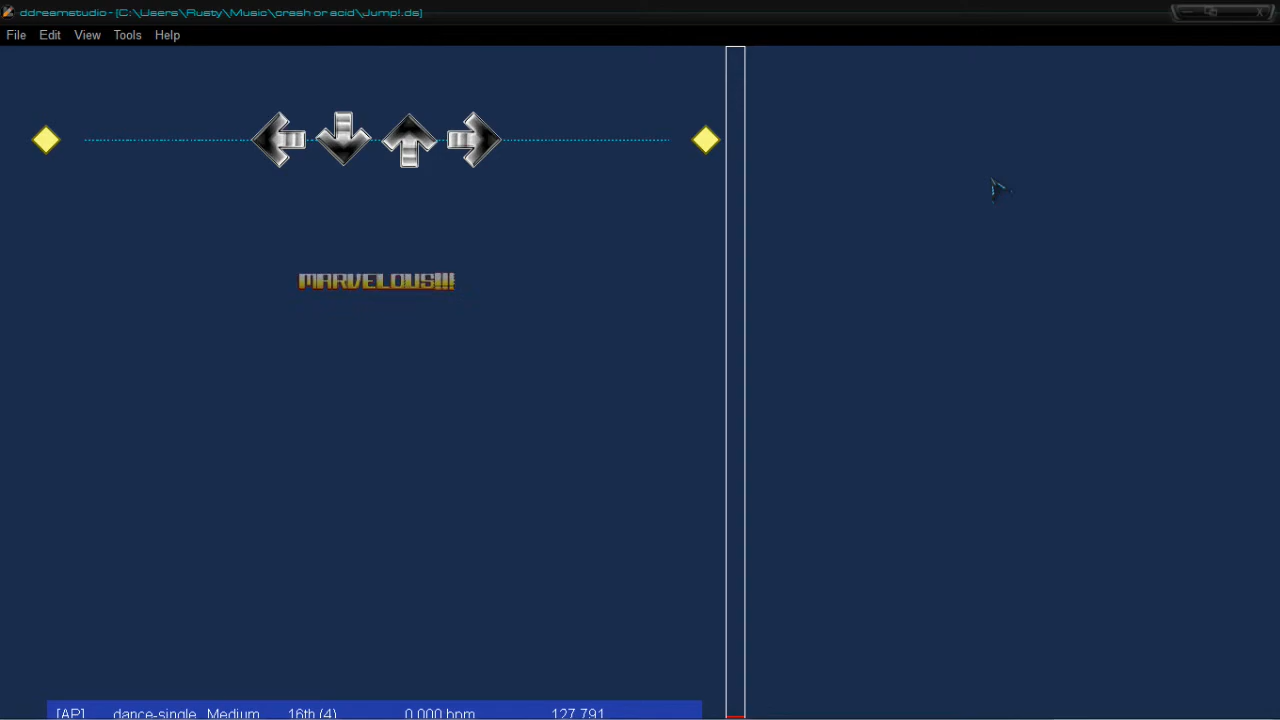 ddreamstudio - [C:\Users\Rusty\Music\crash or acid\Jump!.ds]
File Edit View Tools Help
MARVELOUS!!!
[AP] dance-single Medium 16th (4) 0.000 bpm 127.791